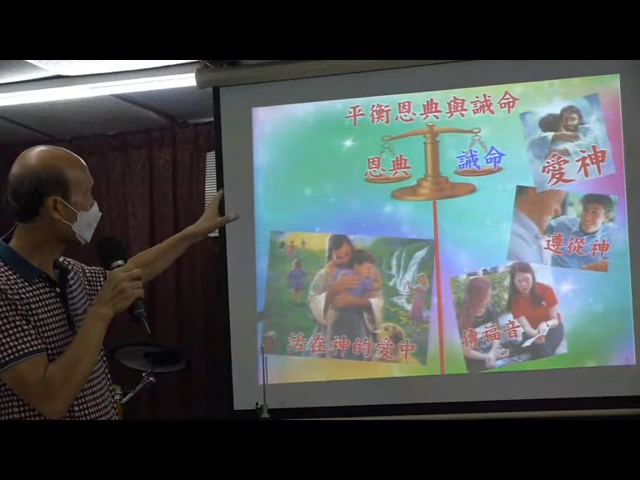 平衡恩典與誡命
恩典
誡命
愛神
遵從神
活在神的愛中
傳福音